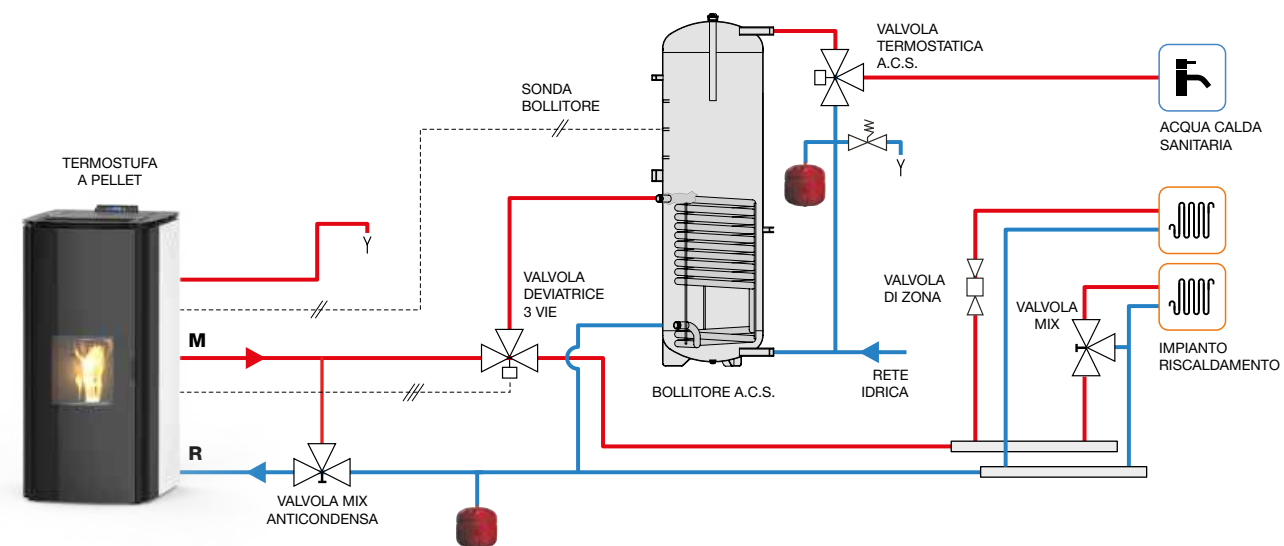 VALVOLA
TERMOSTATICA
A.C.S.
SONDA
BOLLITORE
ACQUA CALDA
SANITARIA
TERMOSTUFA
A PELLET
VALVOLA
DEVIATRICE
3 VIE
VALVOLA
DI ZONA
VALVOLA
MIX
M
IMPIANTO
RISCALDAMENTO
RETE
IDRICA
BOLLITORE A.C.S.
R
VALVOLA MIX
ANTICONDENSA